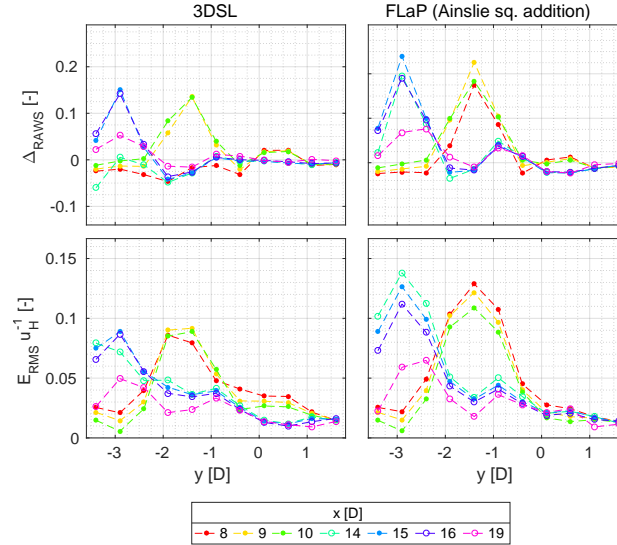 3DSL
FLaP (Ainslie sq. addition)
0.2
0.1
0
-0.1
Δ_RAWS [-]
0.15
0.1
0.05
0
E_RMS u_H^-1 [-]
-3 -2 -1 0 1
-3 -2 -1 0 1
y [D]
y [D]
x [D]
8 9 10 14 15 16 19